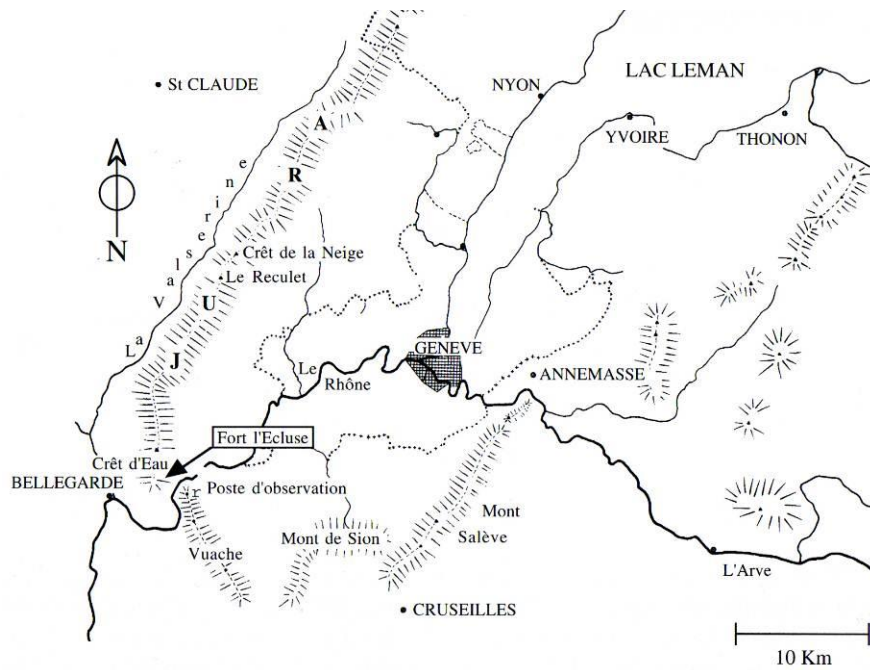 LAC LEMAN
St CLAUDE
NYON
YVOIRE
THONON
N
JURA
La Valserine
Crêt de la Neige
Le Reculet
GENEVE
Le
Rhône
ANNEMASSE
Fort l'Ecluse
Crêt d'Eau
BELLEGARDE
Poste d'observation
Mont
Salève
Mont de Sion
Vuache
L'Arve
CRUSEILLES
10 Km